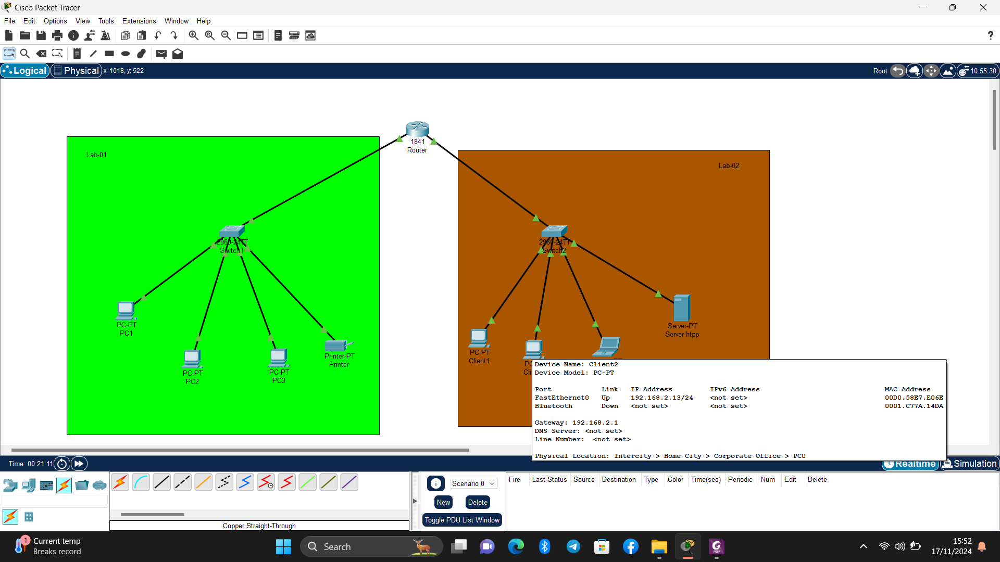 Cisco Packet Tracer
File Edit Options View Tools Extensions Window Help
?
Logical Physical x: 1018, y: 522 Root 10:55:30
1841
Router
Lab-01
Lab-02
2960-24TT
Switch1
2960-24TT
Switch2
PC-PT
PC1
PC-PT
PC2
PC-PT
PC3
Printer-PT
Printer
PC-PT
Client1
Server-PT
Server htpp
PC
Cli
Device Name: Client2
Device Model: PC-PT
Port Link IP Address IPv6 Address MAC Address
FastEthernet0 Up 192.168.2.13/24 <not set> 00D0.58E7.E06E
Bluetooth Down <not set> <not set> 0001.C77A.14DA
Gateway: 192.168.2.1
DNS Server: <not set>
Line Number: <not set>
Physical Location: Intercity > Home City > Corporate Office > PC0
Time: 00:21:11 Realtime Simulation
Scenario 0
New Delete
Toggle PDU List Window
Fire Last Status Source Destination Type Color Time(sec) Periodic Num Edit Delete
Copper Straight-Through
1
Current temp
Breaks record
Search
PDF
15:52
17/11/2024